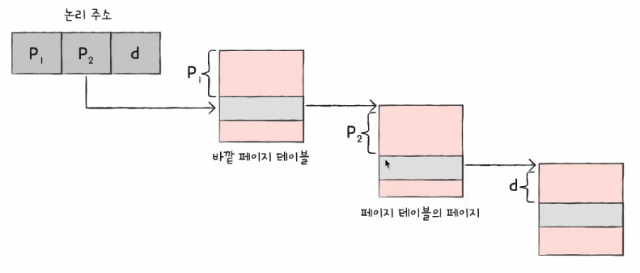 논리 주소
P₁ P₂ d
P₁
바깥 페이지 테이블
P₂
페이지 테이블의 페이지
d